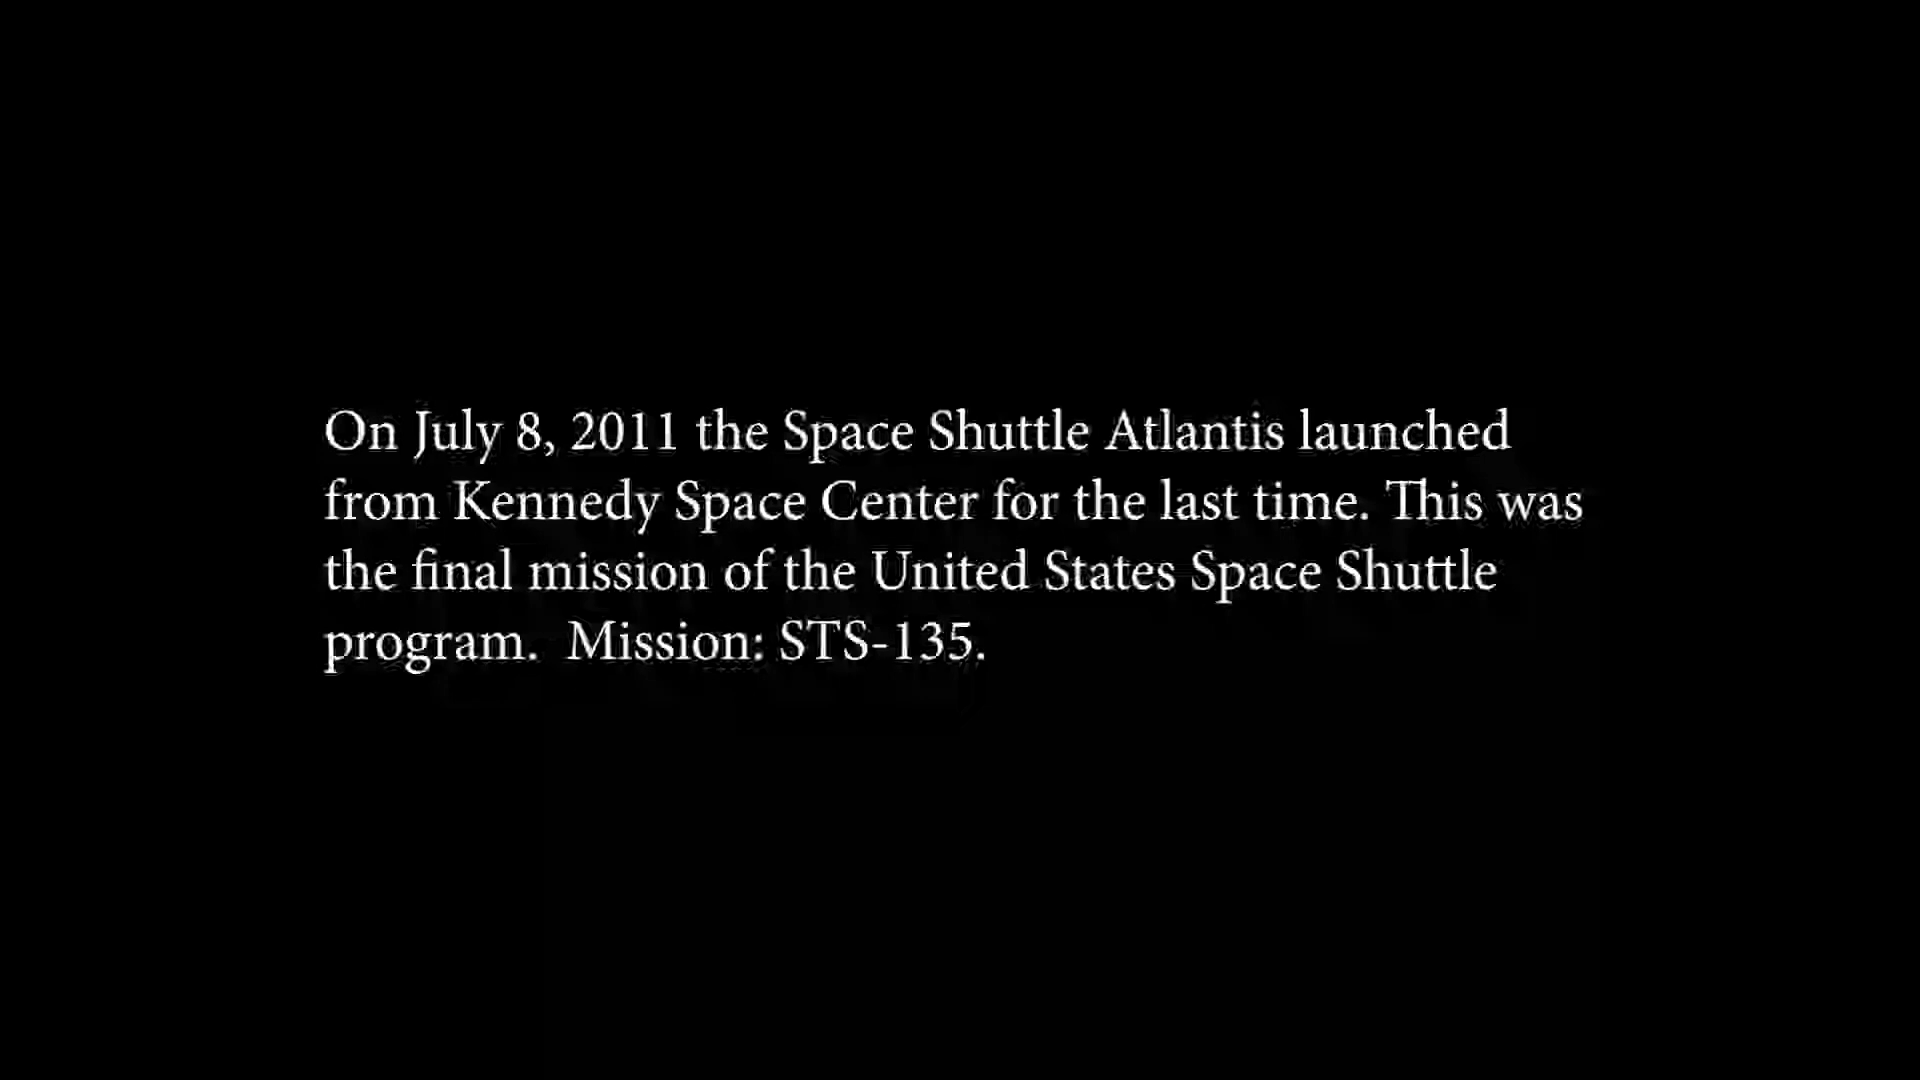 On July 8, 2011 the Space Shuttle Atlantis launched
from Kennedy Space Center for the last time. This was
the final mission of the United States Space Shuttle
program.  Mission: STS-135.